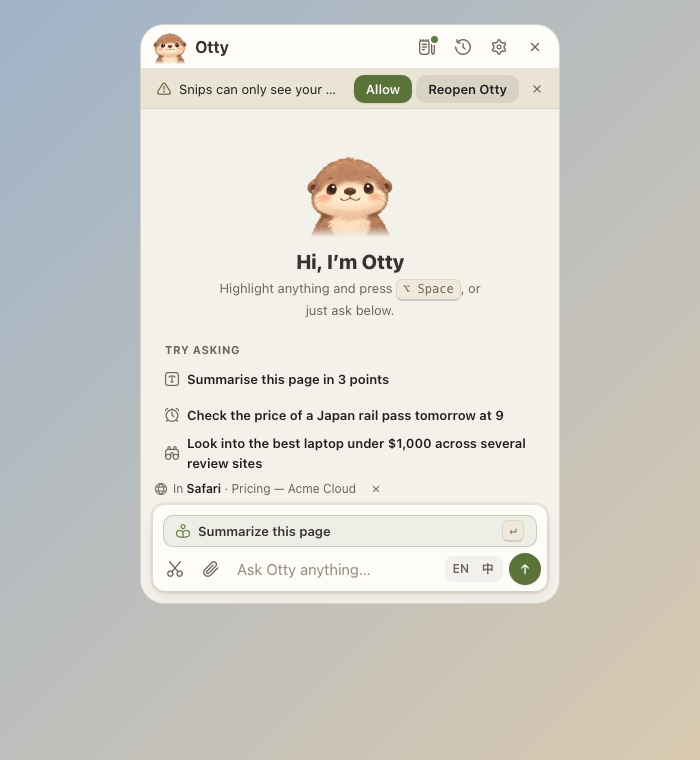 Otty
Snips can only see your ...
Allow
Reopen Otty
Hi, I’m Otty
Highlight anything and press ⌥ Space, or
just ask below.
TRY ASKING
Summarise this page in 3 points
Check the price of a Japan rail pass tomorrow at 9
Look into the best laptop under $1,000 across several
review sites
In Safari · Pricing — Acme Cloud
Summarize this page
Ask Otty anything...
EN 中